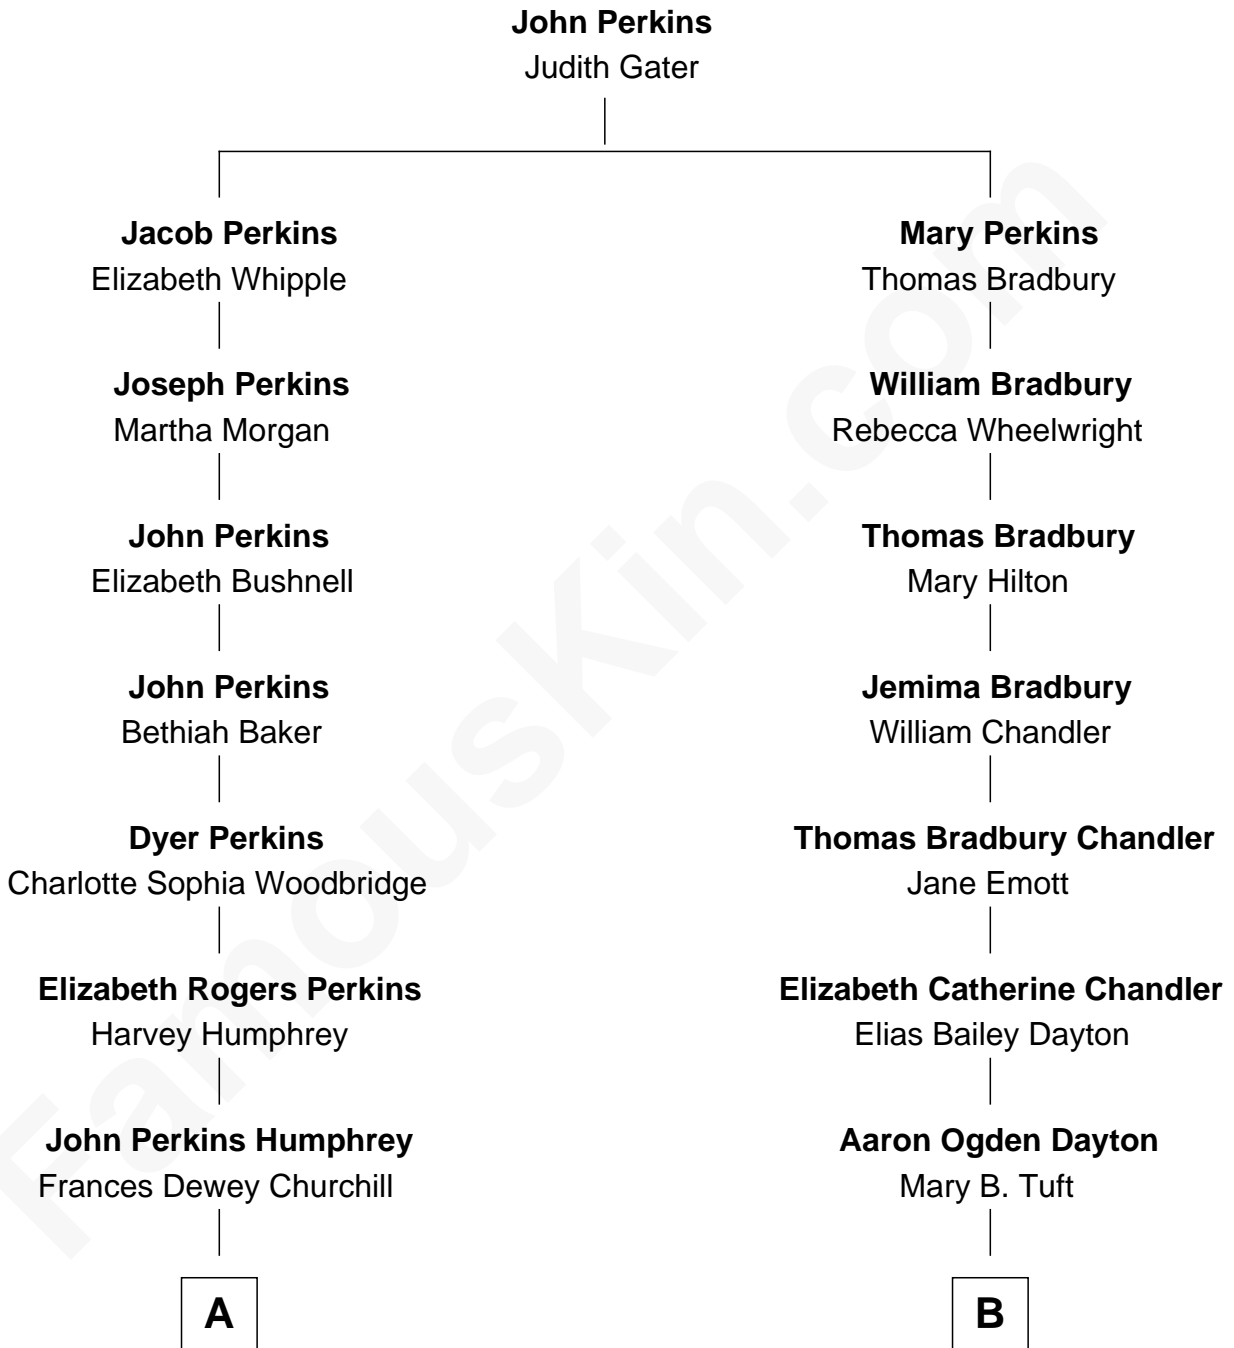 John Perkins
Judith Gater
Jacob Perkins
Elizabeth Whipple
Mary Perkins
Thomas Bradbury
Joseph Perkins
Martha Morgan
William Bradbury
Rebecca Wheelwright
John Perkins
Elizabeth Bushnell
Thomas Bradbury
Mary Hilton
John Perkins
Bethiah Baker
Jemima Bradbury
William Chandler
Dyer Perkins
Charlotte Sophia Woodbridge
Thomas Bradbury Chandler
Jane Emott
Elizabeth Rogers Perkins
Harvey Humphrey
Elizabeth Catherine Chandler
Elias Bailey Dayton
John Perkins Humphrey
Frances Dewey Churchill
Aaron Ogden Dayton
Mary B. Tuft
A
B
FamousKin.com